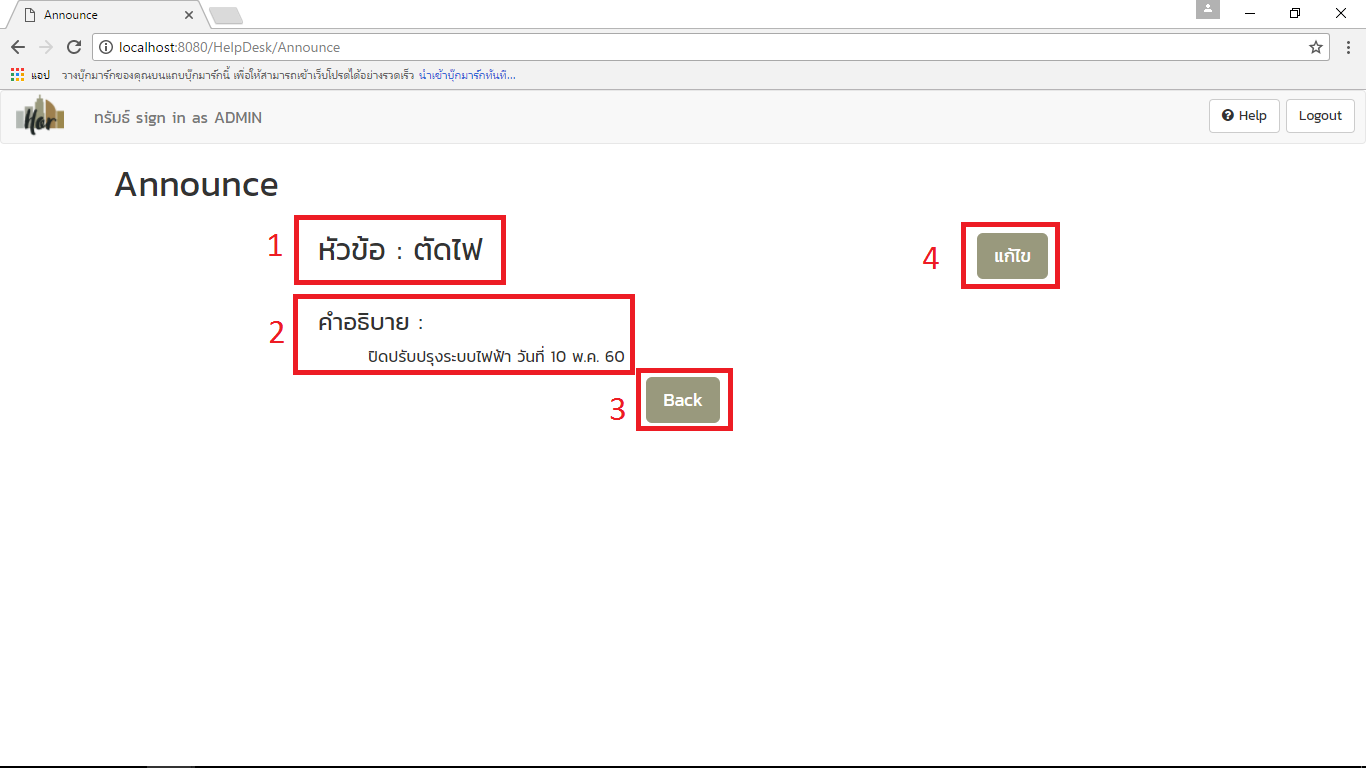 Announce
localhost:8080/HelpDesk/Announce
แอป วางบุ๊กมาร์กของคุณบนแถบบุ๊กมาร์กนี้ เพื่อให้สามารถเข้าเว็บโปรดได้อย่างรวดเร็ว นำเข้าบุ๊กมาร์กทันที...
Hor ทรัมธ์ sign in as ADMIN Help Logout
Announce
1 หัวข้อ : ตัดไฟ 4 แก้ไข
2 คำอธิบาย :
ปิดปรับปรุงระบบไฟฟ้า วันที่ 10 พ.ค. 60
3 Back